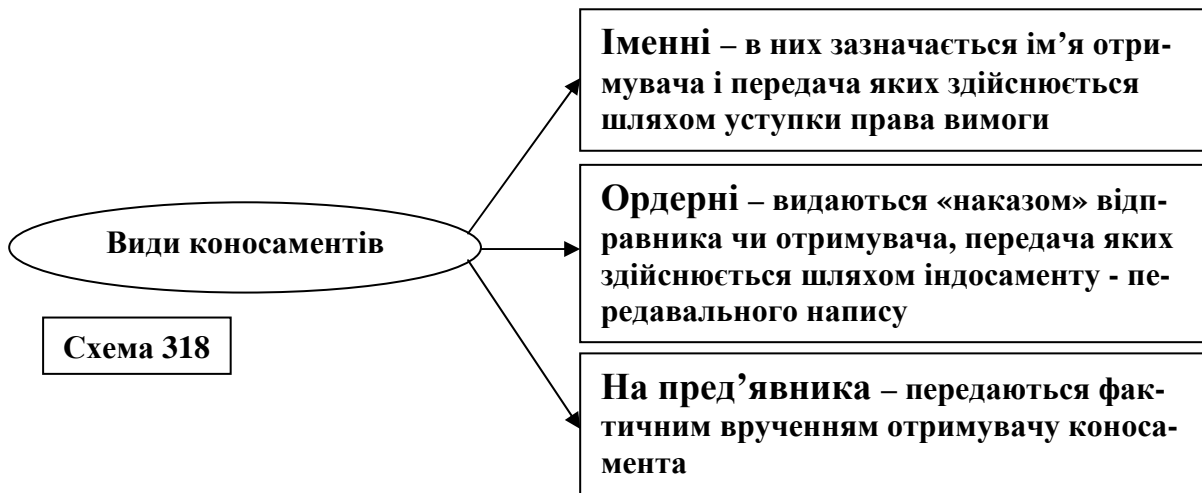 Іменні – в них зазначається ім’я отри-
мувача і передача яких здійснюється
шляхом уступки права вимоги
Ордерні – видаються «наказом» відп-
равника чи отримувача, передача яких
здійснюється шляхом індосаменту - пе-
редавального напису
Види коносаментів
Схема 318
На пред’явника – передаються фак-
тичним врученням отримувачу коноса-
мента